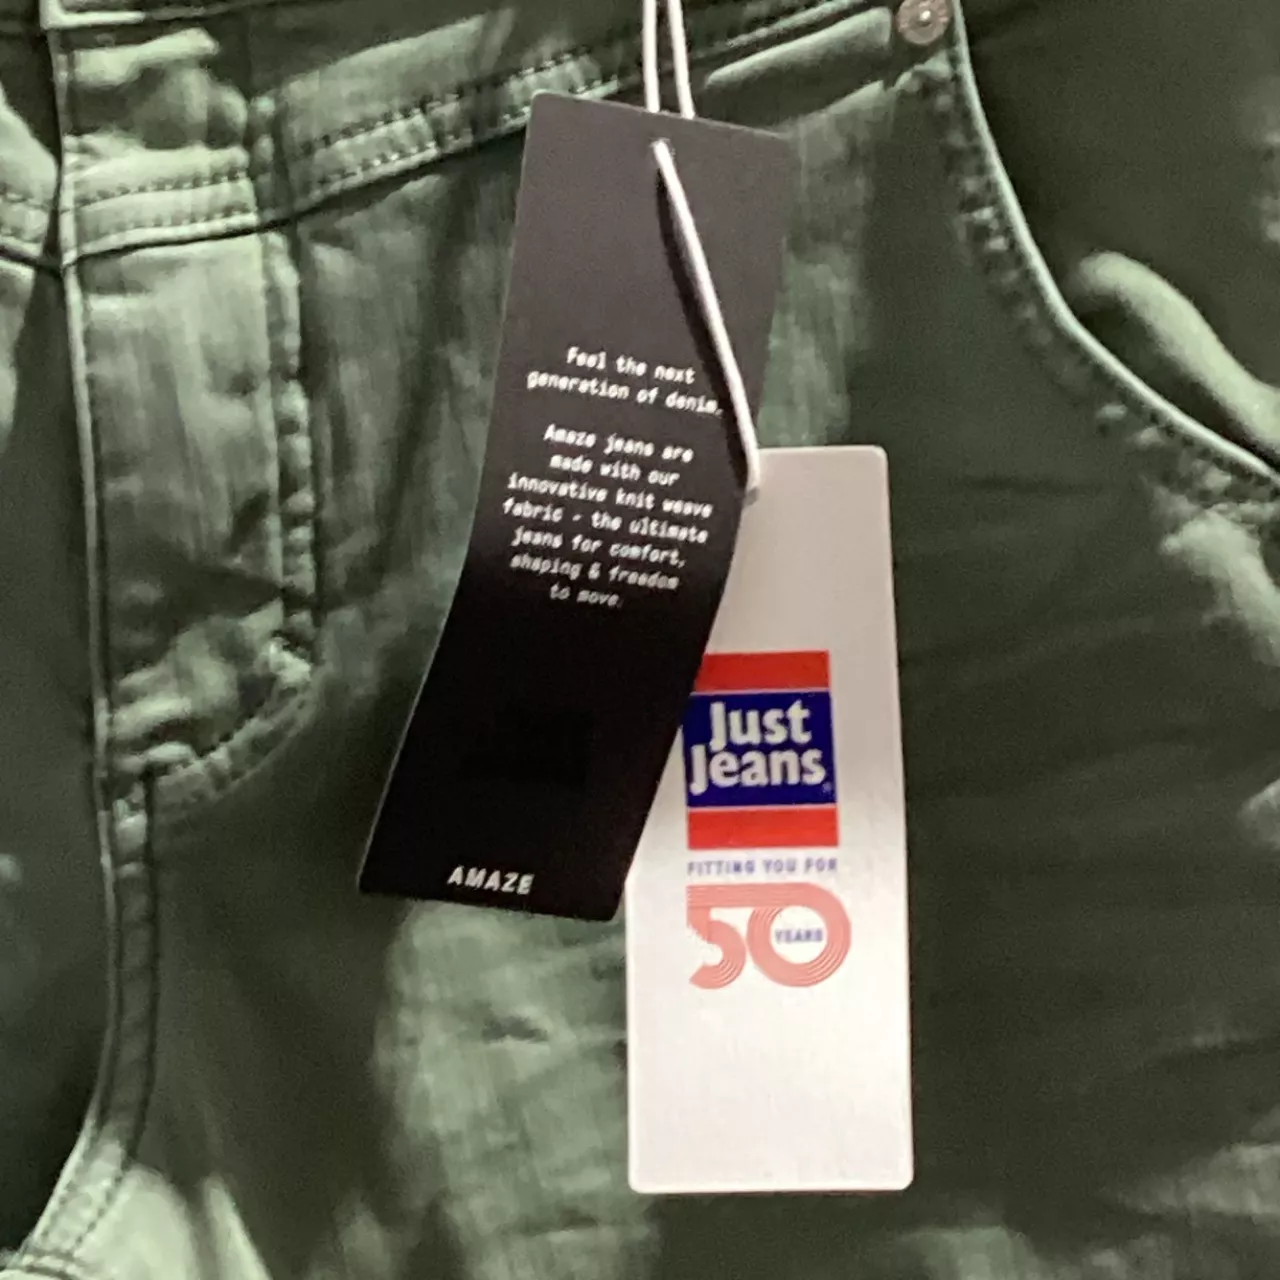 Feel the next
generation of denim.
Amaze jeans are
made with our
innovative knit weave
fabric - the ultimate
jeans for comfort,
shaping & freedom
to move.
AMAZE
Just
Jeans
FITTING YOU FOR
50
YEARS